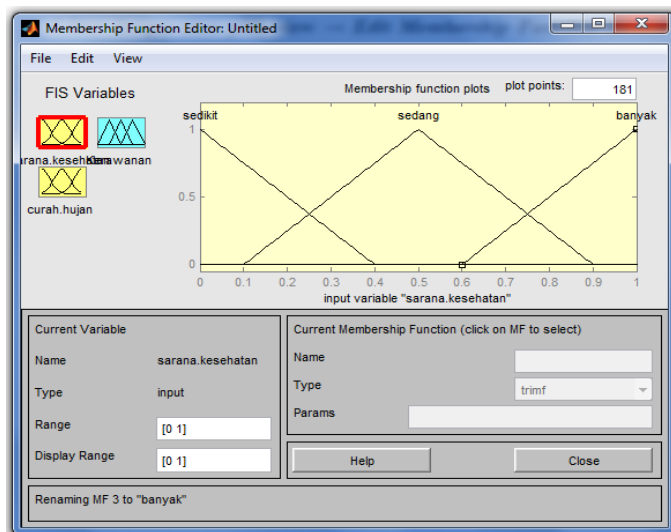 Membership Function Editor: Untitled
File Edit View
FIS Variables
Membership function plots plot points: 181
sedikit sedang banyak
curah.hujan
1
0.5
0
0 0.1 0.2 0.3 0.4 0.5 0.6 0.7 0.8 0.9 1
input variable "sarana.kesehatan"
Current Variable
Name sarana.kesehatan
Type input
Range [0 1]
Display Range [0 1]
Current Membership Function (click on MF to select)
Name
Type trimf
Params
Help Close
Renaming MF 3 to "banyak"